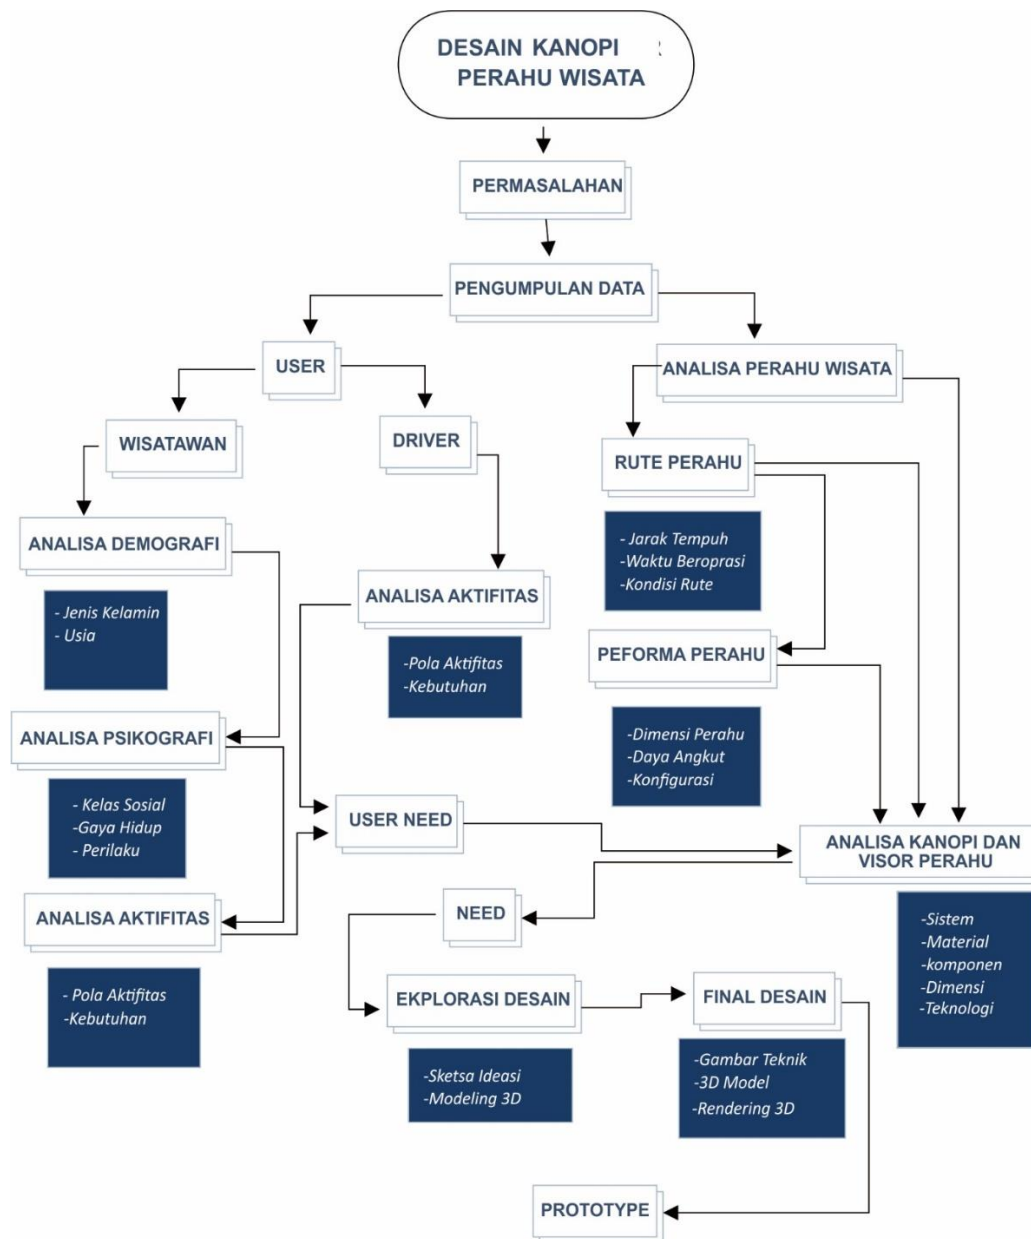 DESAIN KANOPI
PERAHU WISATA
PERMASALAHAN
PENGUMPULAN DATA
USER
ANALISA PERAHU WISATA
WISATAWAN
DRIVER
RUTE PERAHU
- Jarak Tempuh
- Waktu Beroprasi
- Kondisi Rute
ANALISA DEMOGRAFI
- Jenis Kelamin
- Usia
ANALISA AKTIFITAS
-Pola Aktifitas
-Kebutuhan
PEFORMA PERAHU
-Dimensi Perahu
-Daya Angkut
-Konfigurasi
ANALISA PSIKOGRAFI
- Kelas Sosial
-Gaya Hidup
- Perilaku
USER NEED
ANALISA KANOPI DAN
VISOR PERAHU
-Sistem
-Material
-komponen
-Dimensi
-Teknologi
ANALISA AKTIFITAS
- Pola Aktifitas
-Kebutuhan
NEED
EKPLORASI DESAIN
-Sketsa Ideasi
-Modeling 3D
FINAL DESAIN
-Gambar Teknik
-3D Model
-Rendering 3D
PROTOTYPE